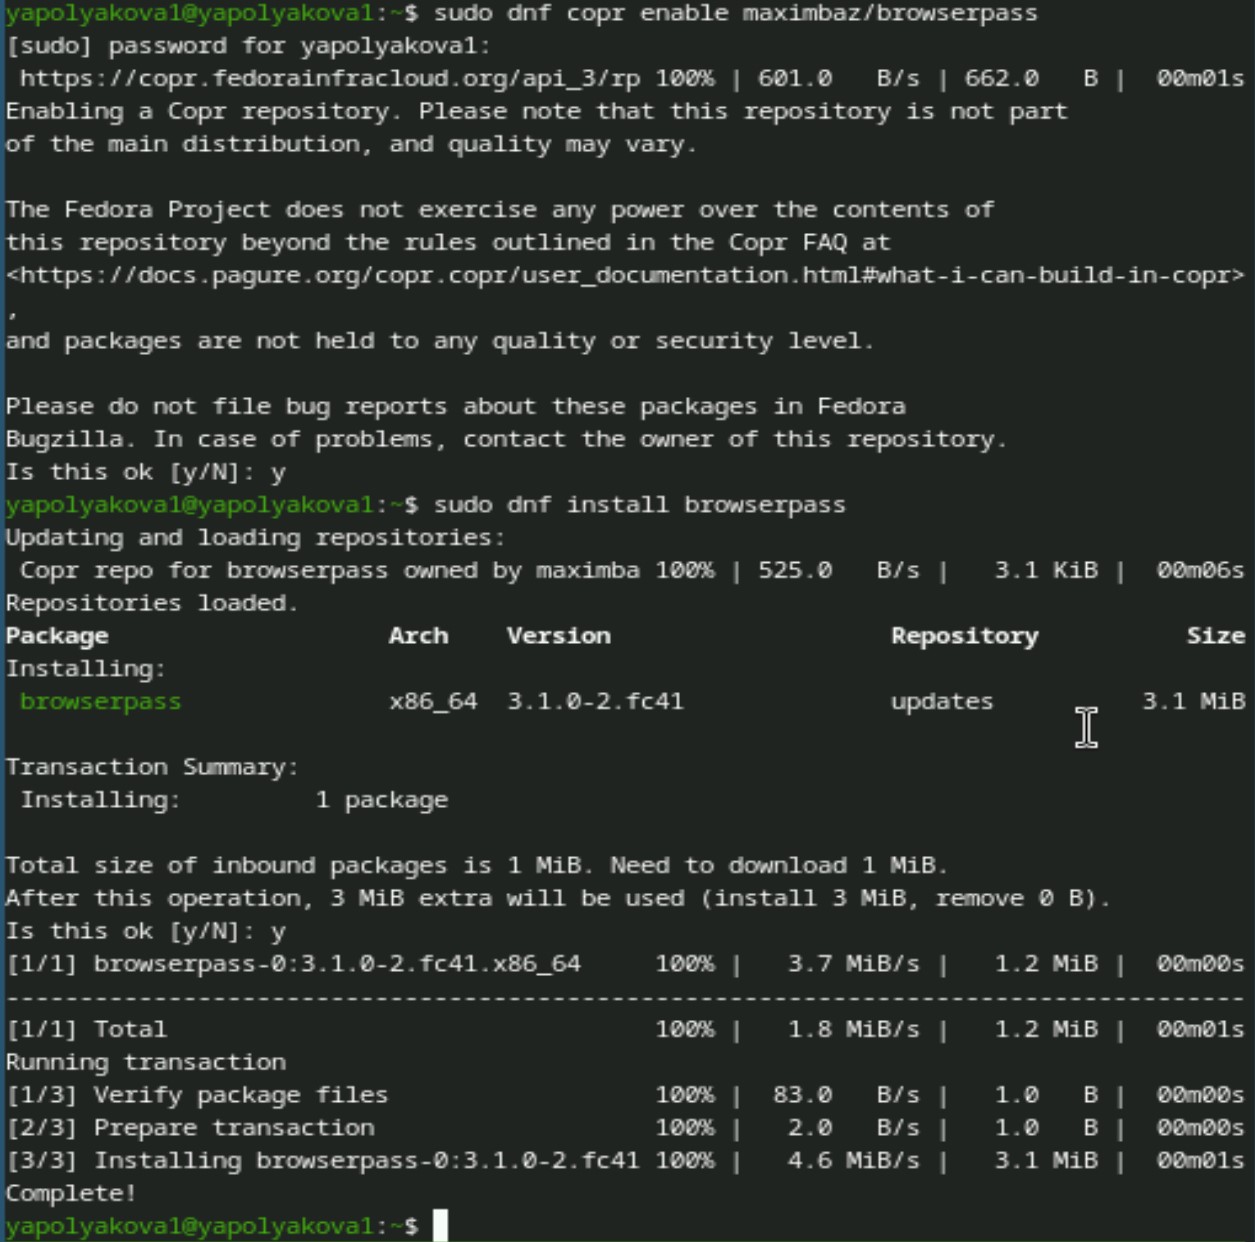 yapolyakova1@yapolyakova1:~$ sudo dnf copr enable maximbaz/browserpass
[sudo] password for yapolyakova1:
https://copr.fedorainfracloud.org/api_3/rp 100% | 601.0   B/s | 662.0   B |  00m01s
Enabling a Copr repository. Please note that this repository is not part
of the main distribution, and quality may vary.
The Fedora Project does not exercise any power over the contents of
this repository beyond the rules outlined in the Copr FAQ at
<https://docs.pagure.org/copr.copr/user_documentation.html#what-i-can-build-in-copr>
,
and packages are not held to any quality or security level.
Please do not file bug reports about these packages in Fedora
Bugzilla. In case of problems, contact the owner of this repository.
Is this ok [y/N]: y
yapolyakova1@yapolyakova1:~$ sudo dnf install browserpass
Updating and loading repositories:
Copr repo for browserpass owned by maximba 100% | 525.0   B/s |   3.1 KiB |  00m06s
Repositories loaded.
Package                   Arch    Version                   Repository          Size
Installing:
browserpass              x86_64  3.1.0-2.fc41              updates          3.1 MiB
Transaction Summary:
Installing:         1 package
Total size of inbound packages is 1 MiB. Need to download 1 MiB.
After this operation, 3 MiB extra will be used (install 3 MiB, remove 0 B).
Is this ok [y/N]: y
[1/1] browserpass-0:3.1.0-2.fc41.x86_64     100% |   3.7 MiB/s |   1.2 MiB |  00m00s
------------------------------------------------------------------------------------
[1/1] Total                                 100% |   1.8 MiB/s |   1.2 MiB |  00m01s
Running transaction
[1/3] Verify package files                  100% |  83.0   B/s |   1.0   B |  00m00s
[2/3] Prepare transaction                   100% |   2.0   B/s |   1.0   B |  00m00s
[3/3] Installing browserpass-0:3.1.0-2.fc41 100% |   4.6 MiB/s |   3.1 MiB |  00m01s
Complete!
yapolyakova1@yapolyakova1:~$